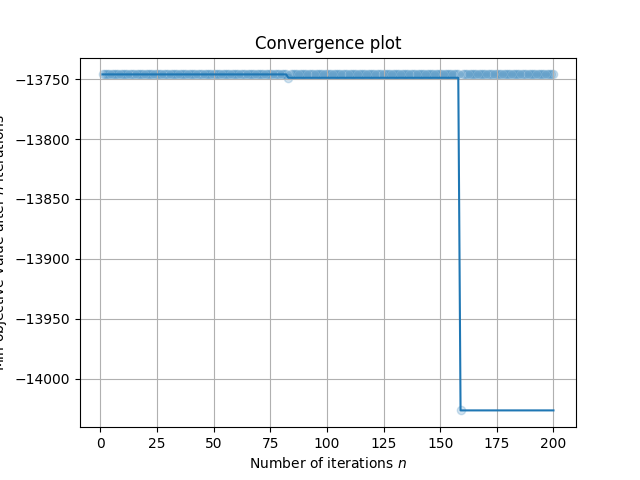 Convergence plot
−13750
−13800
−13850
−13900
−13950
−14000
objective value after n iterations
0 25 50 75 100 125 150 175 200
Number of iterations n